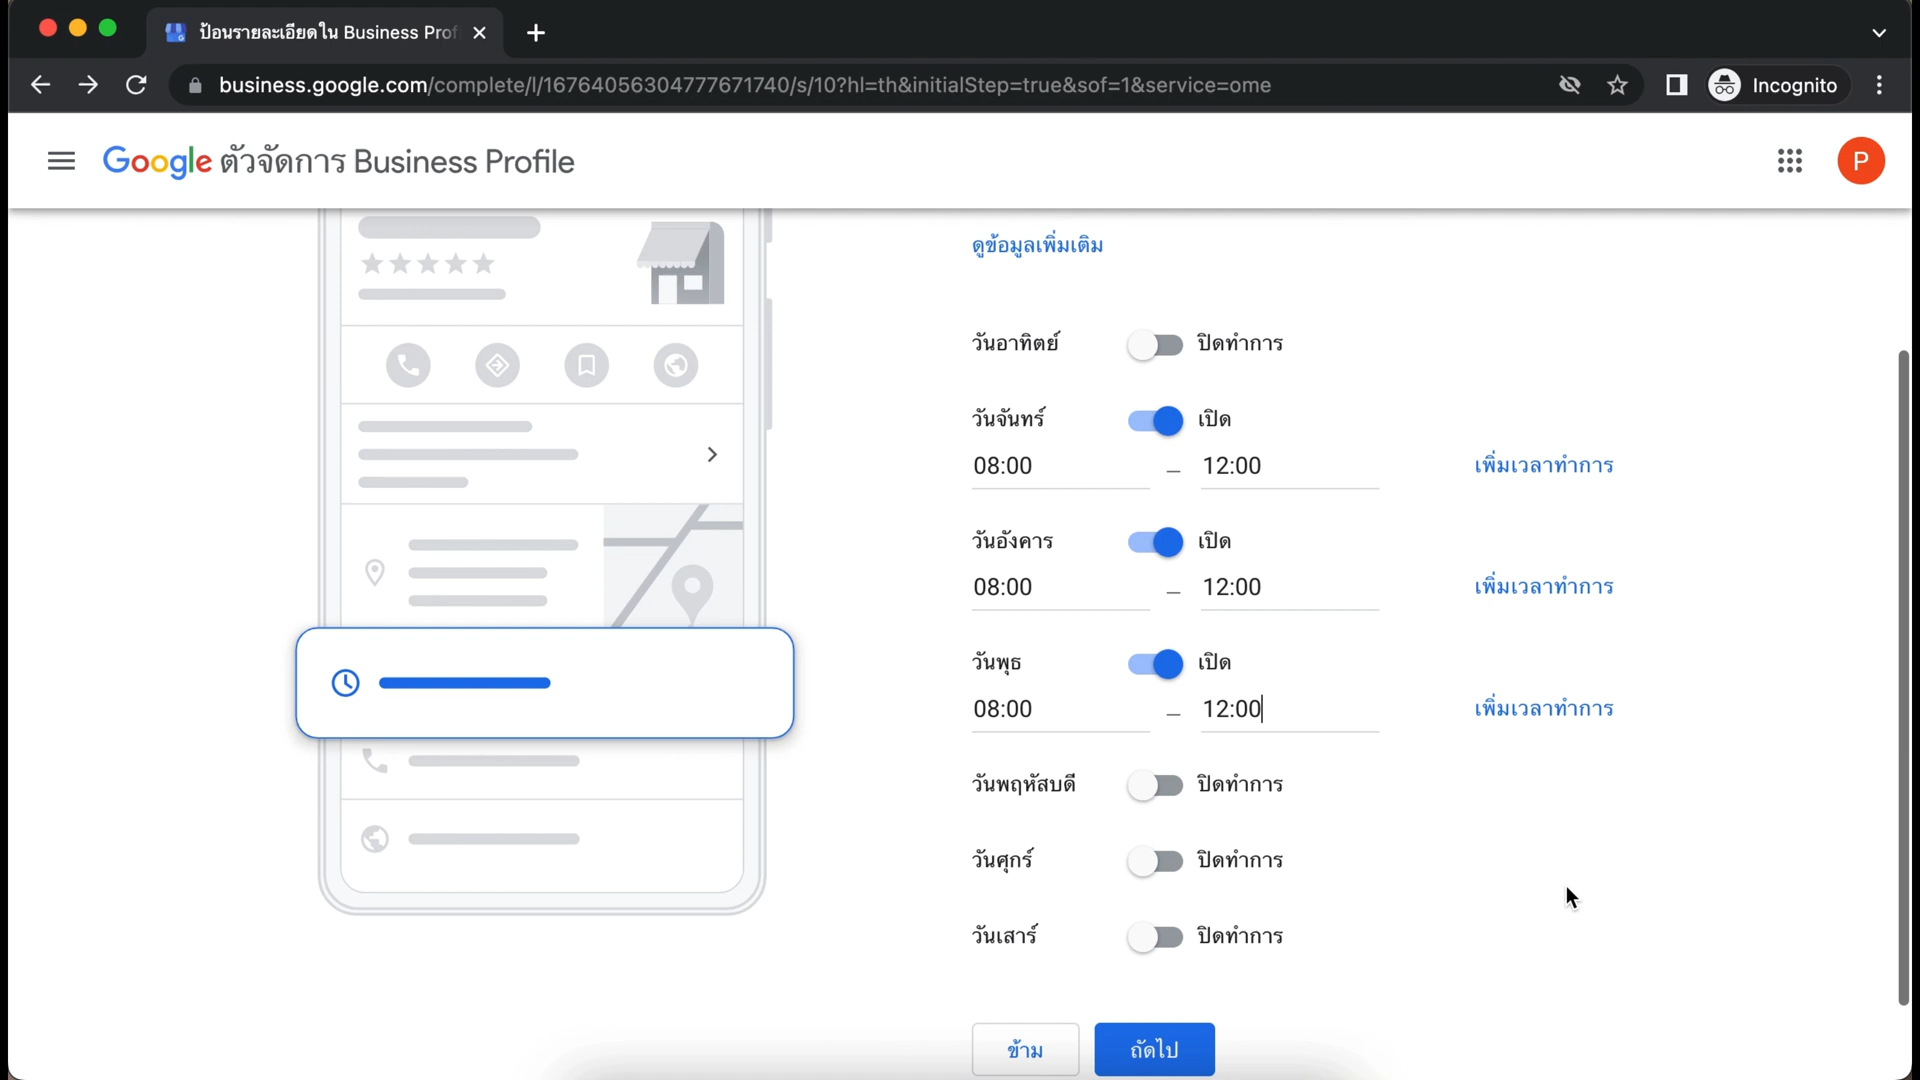 ป้อนรายละเอียดใน Business Prof
business.google.com/complete/l/16764056304777671740/s/10?hl=th&initialStep=true&sof=1&service=ome
Incognito
Google ตัวจัดการ Business Profile
P
ดูข้อมูลเพิ่มเติม
วันอาทิตย์ ปิดทำการ
วันจันทร์ เปิด
08:00 – 12:00 เพิ่มเวลาทำการ
วันอังคาร เปิด
08:00 – 12:00 เพิ่มเวลาทำการ
วันพุธ เปิด
08:00 – 12:00 เพิ่มเวลาทำการ
วันพฤหัสบดี ปิดทำการ
วันศุกร์ ปิดทำการ
วันเสาร์ ปิดทำการ
ข้าม ถัดไป